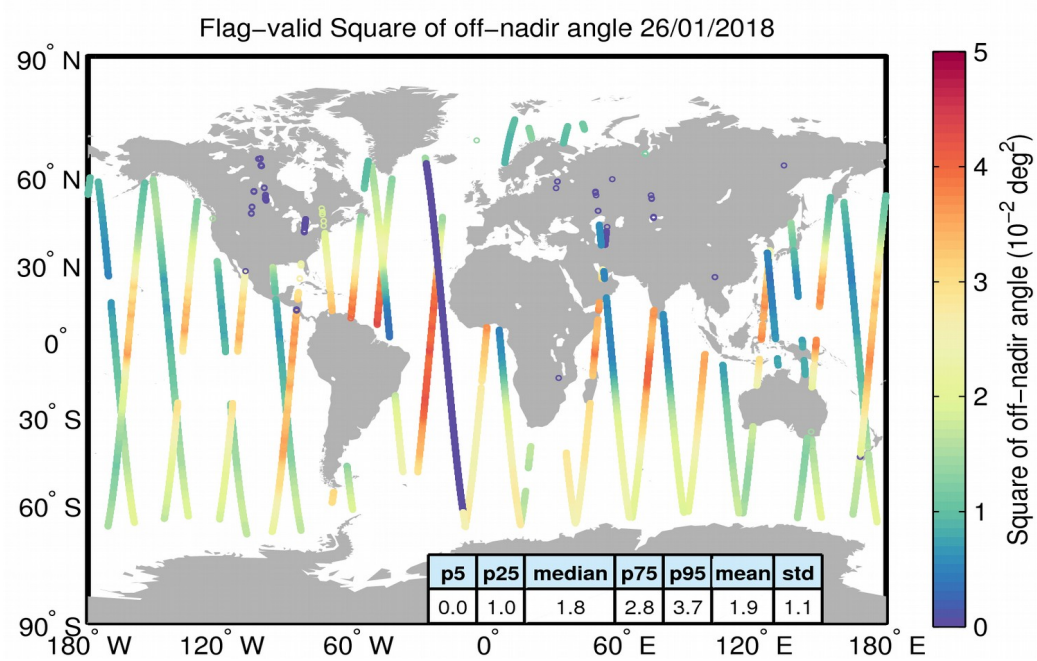 Flag−valid Square of off−nadir angle 26/01/2018
90° N
60° N
30° N
0°
30° S
60° S
90° S
180° W 120° W 60° W 0° 60° E 120° E 180° E
5
4
3
2
1
0
Square of off−nadir angle (10⁻² deg²)
p5 p25 median p75 p95 mean std
0.0 1.0 1.8 2.8 3.7 1.9 1.1